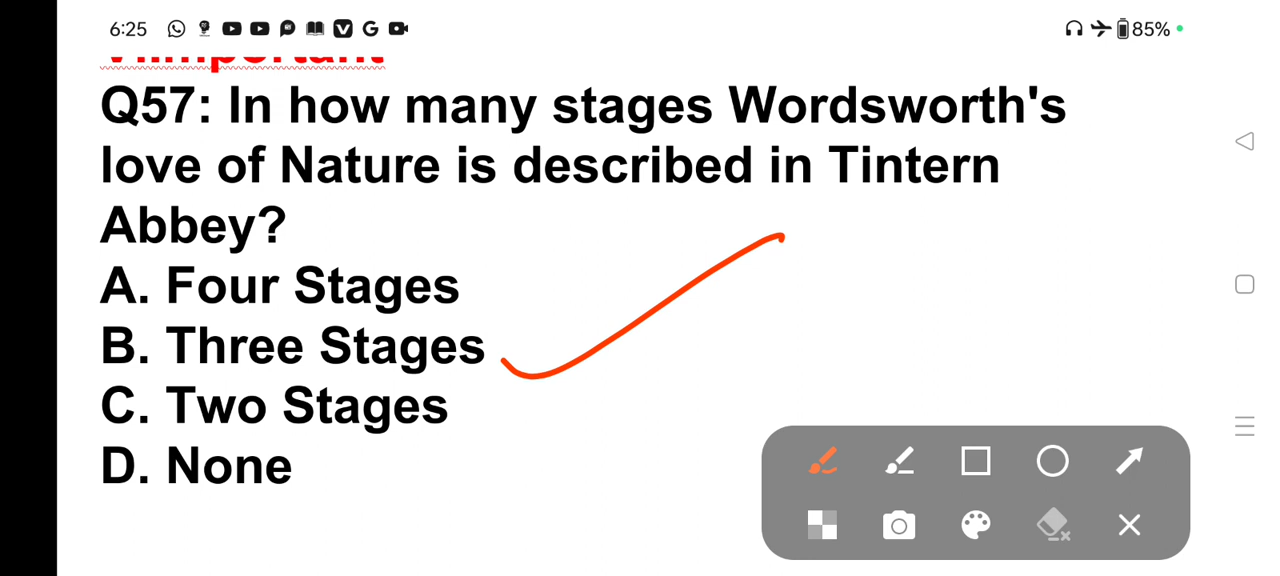 6:25
85%
Q57: In how many stages Wordsworth's
love of Nature is described in Tintern
Abbey?
A. Four Stages
B. Three Stages
C. Two Stages
D. None